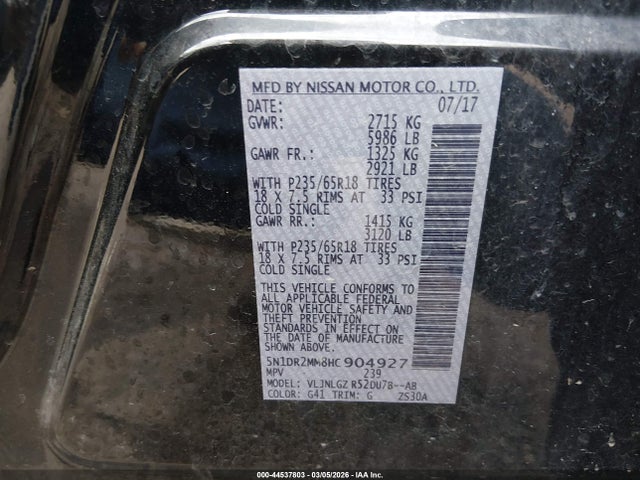 MFD BY NISSAN MOTOR CO., LTD.
DATE: 07/17
GVWR: 2715 KG
5986 LB
GAWR FR.: 1325 KG
2921 LB
WITH P235/65R18 TIRES
18 X 7.5 RIMS AT 33 PSI
COLD SINGLE
GAWR RR.: 1415 KG
3120 LB
WITH P235/65R18 TIRES
18 X 7.5 RIMS AT 33 PSI
COLD SINGLE
THIS VEHICLE CONFORMS TO
ALL APPLICABLE FEDERAL
MOTOR VEHICLE SAFETY AND
THEFT PREVENTION
STANDARDS IN EFFECT ON
THE DATE OF MANUFACTURE
SHOWN ABOVE.
5N1DR2MM8HC904927
MPV 239
MODEL: VLJNLGZ R52DU78--AB
COLOR: G41 TRIM: G ZS30A
000-44537803 - 03/05/2026 - IAA Inc.